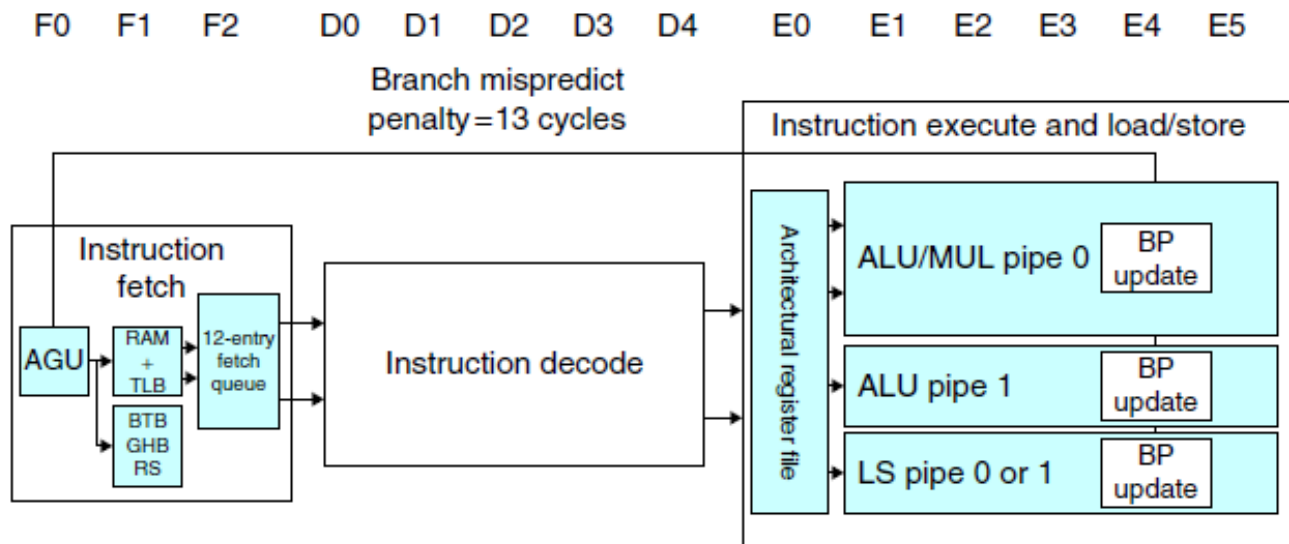 F0 F1 F2 D0 D1 D2 D3 D4 E0 E1 E2 E3 E4 E5
Branch mispredict
penalty=13 cycles
Instruction execute and load/store
Instruction
fetch
AGU
RAM
+
TLB
BTB
GHB
RS
12-entry
fetch
queue
Instruction decode
Architectural register file
ALU/MUL pipe 0
BP
update
ALU pipe 1
BP
update
LS pipe 0 or 1
BP
update